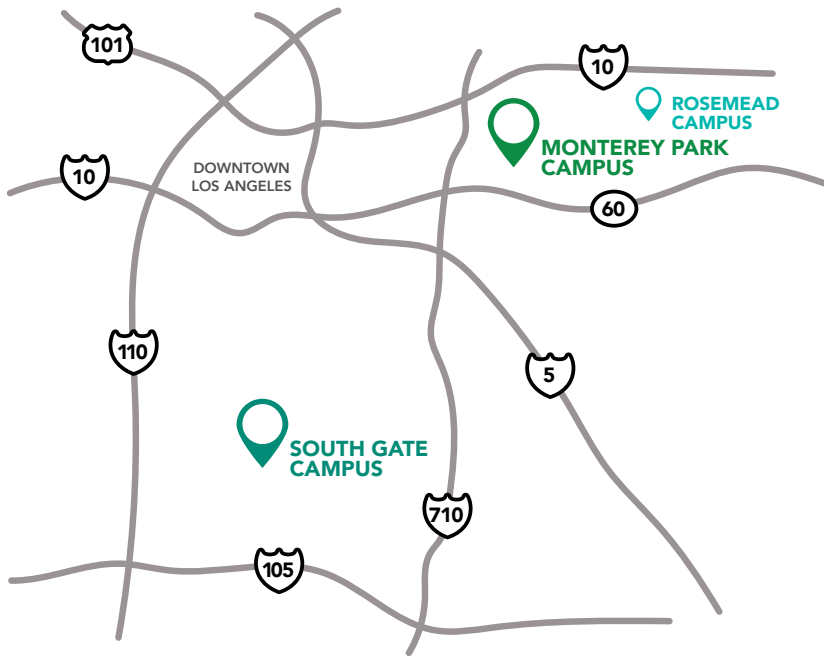 101
10
ROSEMEAD
CAMPUS
MONTEREY PARK
CAMPUS
DOWNTOWN
LOS ANGELES
10
60
110
5
SOUTH GATE
CAMPUS
710
105